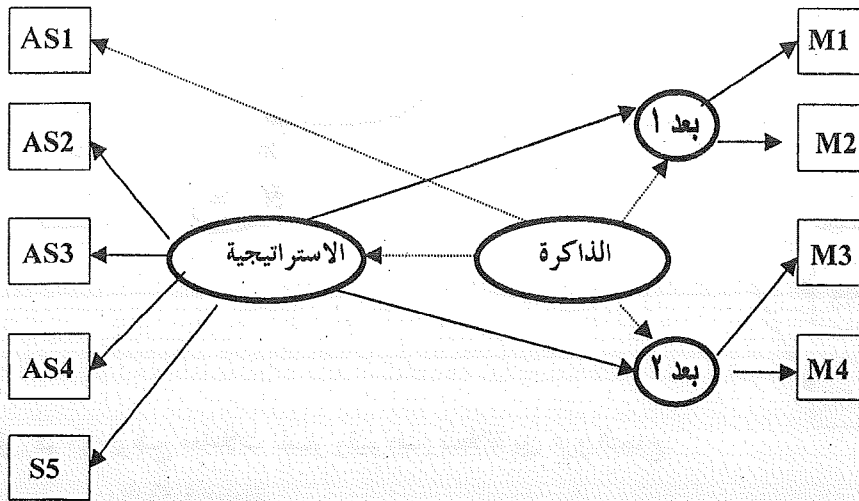 AS1
M1
بعد ١
AS2
M2
AS3
الاستراتيجية
الذاكرة
M3
AS4
بعد ٢
M4
S5